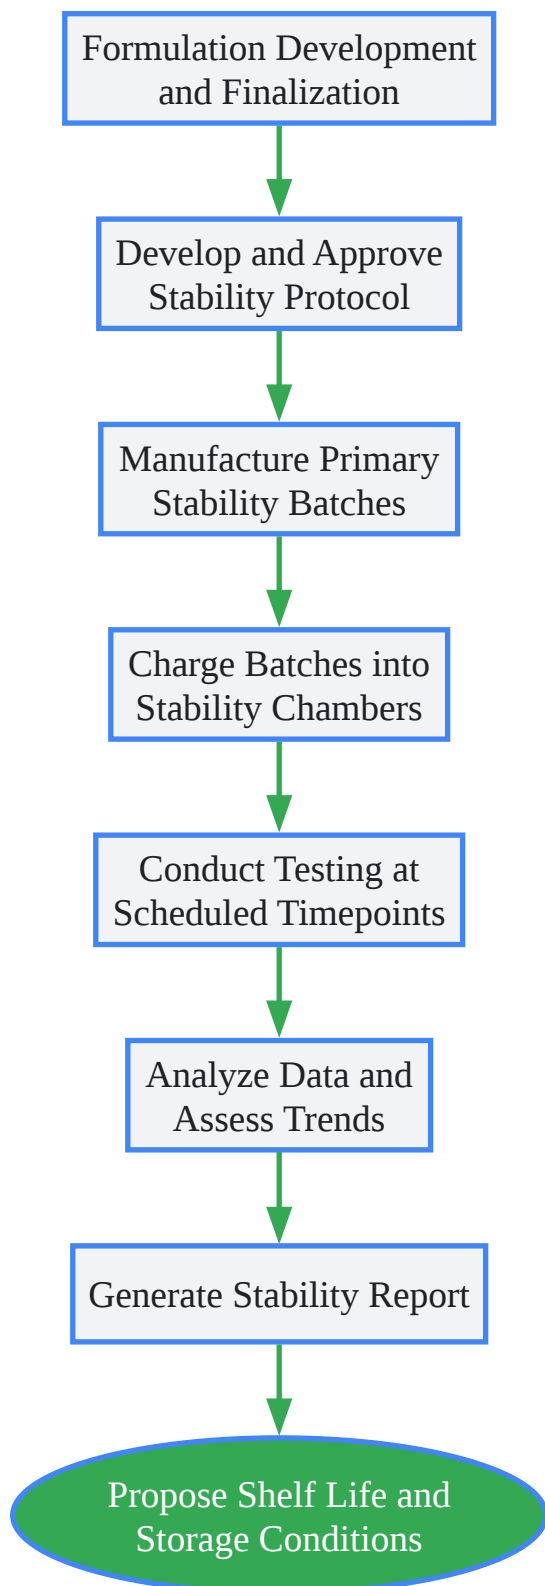 Formulation Development
and Finalization
Develop and Approve
Stability Protocol
Manufacture Primary
Stability Batches
Charge Batches into
Stability Chambers
Conduct Testing at
Scheduled Timepoints
Analyze Data and
Assess Trends
Generate Stability Report
Propose Shelf Life and
Storage Conditions